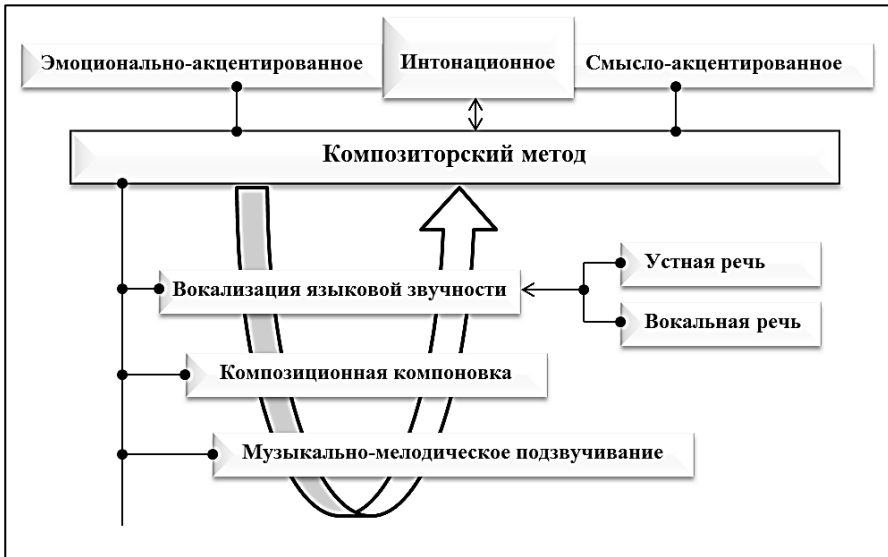 Эмоционально-акцентированное
Интонационное
Смысло-акцентированное
Композиторский метод
Устная речь
Вокализация языковой звучности
Вокальная речь
Композиционная компоновка
Музыкально-мелодическое подзвучивание